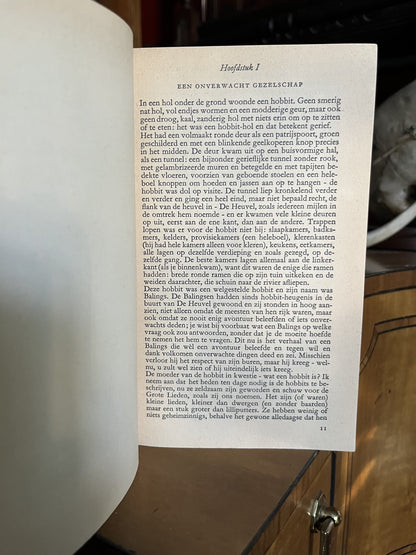 Hoofdstuk I
EEN ONVERWACHT GEZELSCHAP
In een hol onder de grond woonde een hobbit. Geen smerig
nat hol, vol endjes wormen en een modderige geur, maar ook
geen droog, kaal, zanderig hol met niets erin om op te zitten
of te eten: het was een hobbit-hol en dat betekent gerief.
Het had een volmaakt ronde deur als een patrijspoort, groen
geschilderd en met een blinkende geelkoperen knop precies
in het midden. De deur kwam uit op een buisvormige hal,
als een tunnel: een bijzonder gerieflijke tunnel zonder rook,
met gelambrizeerde muren en betegelde en met tapijten be-
dekte vloeren, voorzien van geboende stoelen en een hele-
boel knoppen om hoeden en jassen aan op te hangen - de
hobbit was dol op visite. De tunnel liep kronkelend verder
en verder en ging een heel eind, maar niet bepaald recht, de
flank van de heuvel in - De Heuvel, zoals iedereen mijlen in
de omtrek hem noemde - en er kwamen vele kleine deuren
op uit, eerst aan de ene kant, dan aan de andere. Trappen
lopen was er voor de hobbit niet bij: slaapkamers, badka-
mers, kelders, provisiekamers (een heleboel), klerenkasten
(hij had hele kamers alleen voor kleren), keukens, eetkamers,
alle lagen op dezelfde verdieping en zoals gezegd, op de-
zelfde gang. De beste kamers lagen allemaal aan de linker-
kant (als je binnenkwam), want dit waren de enige die ramen
hadden: brede ronde ramen die op zijn tuin uitkeken en de
weiden daarachter, die schuin naar de rivier afliepen.
Deze hobbit was een welgestelde hobbit en zijn naam was
Balings. De Balingsen hadden sinds hobbit-heugenis in de
buurt van De Heuvel gewoond en zij stonden in hoog aan-
zien, niet alleen omdat de meesten van hen rijk waren, maar
ook omdat ze nooit enig avontuur beleefden of iets onver-
wachts deden; je wist bij voorbaat wat een Balings op welke
vraag ook zou antwoorden, zonder dat je de moeite hoefde
te nemen het hem te vragen. Dit nu is het verhaal van een
Balings die wèl een avontuur beleefde en tegen wil en
dank volkomen onverwachte dingen deed en zei. Misschien
verloor hij het respect van zijn buren, maar hij kreeg - wel-
nu, u zult wel zien of hij uiteindelijk iets kreeg.
De moeder van de hobbit in kwestie - wat een hobbit is? Ik
neem aan dat het heden ten dage nodig is de hobbits te be-
schrijven, nu ze zeldzaam zijn geworden en schuw voor de
Grote Lieden, zoals zij ons noemen. Het zijn (of waren)
kleine lieden, kleiner dan dwergen (en zonder baarden)
maar een stuk groter dan lilliputters. Ze hebben weinig of
niets geheimzinnigs, behalve het gewone alledaagse dat hen
11